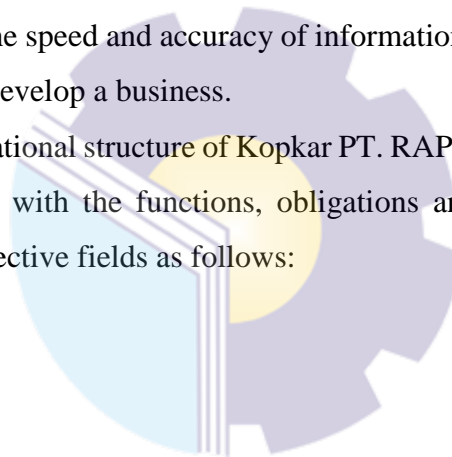 ne speed and accuracy of information
evelop a business.
ational structure of Kopkar PT. RAP
with the functions, obligations ar
ective fields as follows: